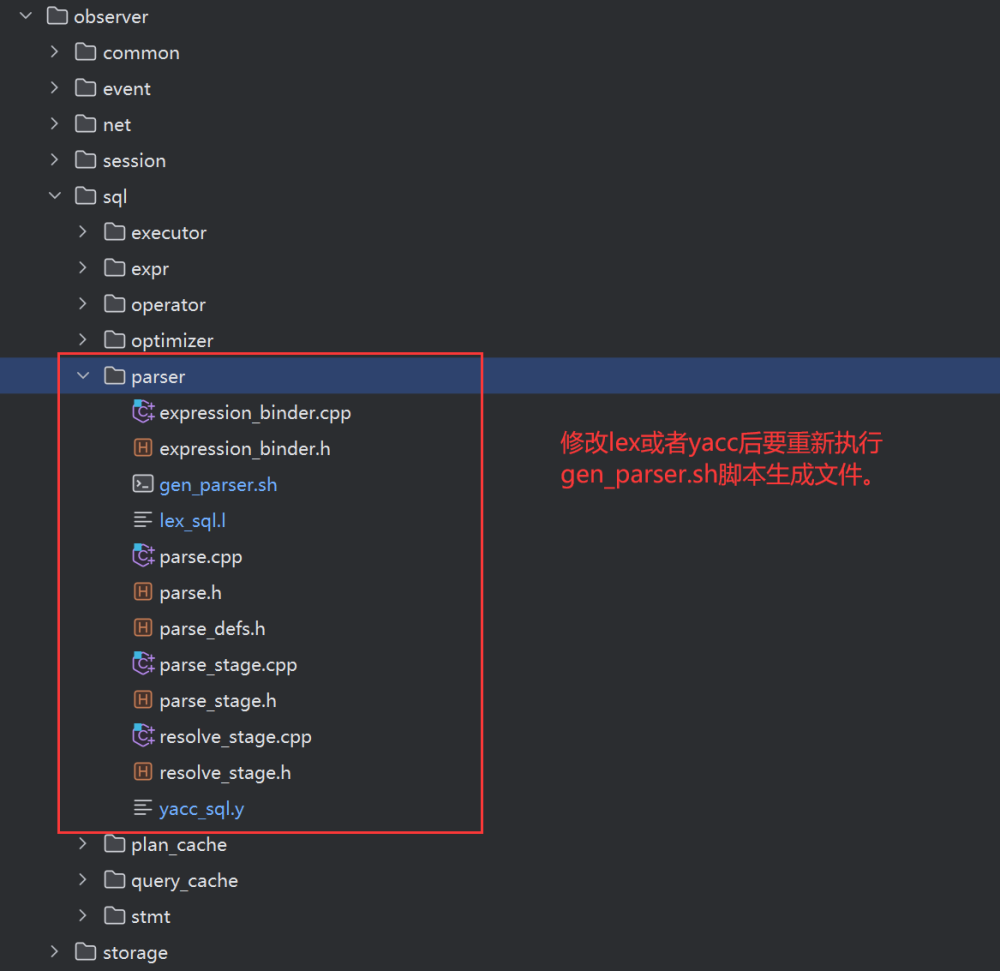 observer
common
event
net
session
sql
executor
expr
operator
optimizer
parser
expression_binder.cpp
expression_binder.h
gen_parser.sh
lex_sql.l
parse.cpp
parse.h
parse_defs.h
parse_stage.cpp
parse_stage.h
resolve_stage.cpp
resolve_stage.h
yacc_sql.y
plan_cache
query_cache
stmt
storage
修改lex或者yacc后要重新执行
gen_parser.sh脚本生成文件。